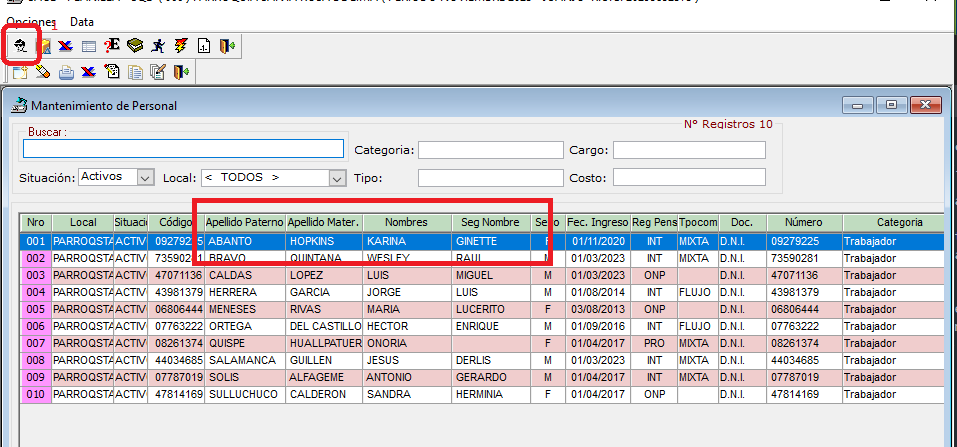 Opciones 1 Data
Mantenimiento de Personal
N° Registros 10
Buscar :
Categoria: Cargo:
Situación: Activos Local: < TODOS > Tipo: Costo:
Nro Local Situaci Código Apellido Paterno Apellido Mater. Nombres Seg Nombre Fec. Ingreso Reg Pens Tpocom Doc. Número Categoria
001 PARROQSTA ACTIV ABANTO HOPKINS KARINA GINETTE F 01/11/2020 INT MIXTA D.N.I. 09279225 Trabajador
002 PARROQSTA ACTIV 73590281 BRAVO QUINTANA WESLEY RAUL M 01/03/2023 INT MIXTA D.N.I. 73590281 Trabajador
003 PARROQSTA ACTIV 47071136 CALDAS LOPEZ LUIS MIGUEL M 01/03/2023 ONP D.N.I. 47071136 Trabajador
004 PARROQSTA ACTIV 43981379 HERRERA GARCIA JORGE LUIS M 01/08/2014 INT FLUJO D.N.I. 43981379 Trabajador
005 PARROQSTA ACTIV 06806444 MENESES RIVAS MARIA LUCERITO F 03/08/2013 ONP D.N.I. 06806444 Trabajador
006 PARROQSTA ACTIV 07763222 ORTEGA DEL CASTILLO HECTOR ENRIQUE M 01/09/2016 INT FLUJO D.N.I. 07763222 Trabajador
007 PARROQSTA ACTIV 08261374 QUISPE HUALLPATUER ONORIA F 01/04/2017 PRO MIXTA D.N.I. 08261374 Trabajador
008 PARROQSTA ACTIV 44034685 SALAMANCA GUILLEN JESUS DERLIS M 01/03/2023 INT MIXTA D.N.I. 44034685 Trabajador
009 PARROQSTA ACTIV 07787019 SOLIS ALFAGEME ANTONIO GERARDO M 01/04/2017 INT MIXTA D.N.I. 07787019 Trabajador
010 PARROQSTA ACTIV 47814169 SULLUCHUCO CALDERON SANDRA HERMINIA F 01/04/2017 ONP D.N.I. 47814169 Trabajador